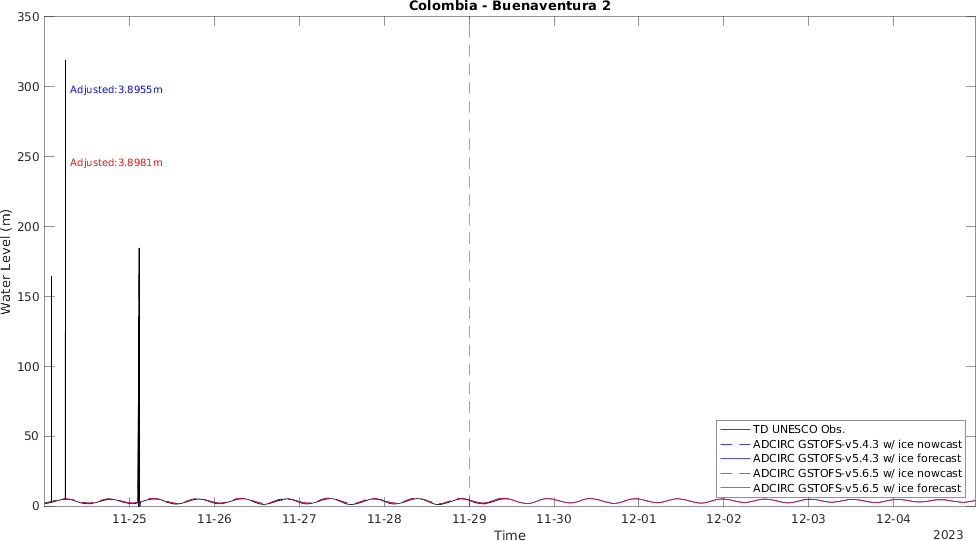 Colombia - Buenaventura 2
350
300
250
200
150
100
50
0
Water Level (m)
Adjusted:3.8955m
Adjusted:3.8981m
TD UNESCO Obs.
ADCIRC GSTOFS-v5.4.3 w/ ice nowcast
ADCIRC GSTOFS-v5.4.3 w/ ice forecast
ADCIRC GSTOFS-v5.6.5 w/ ice nowcast
ADCIRC GSTOFS-v5.6.5 w/ ice forecast
11-25 11-26 11-27 11-28 11-29 11-30 12-01 12-02 12-03 12-04
Time
2023